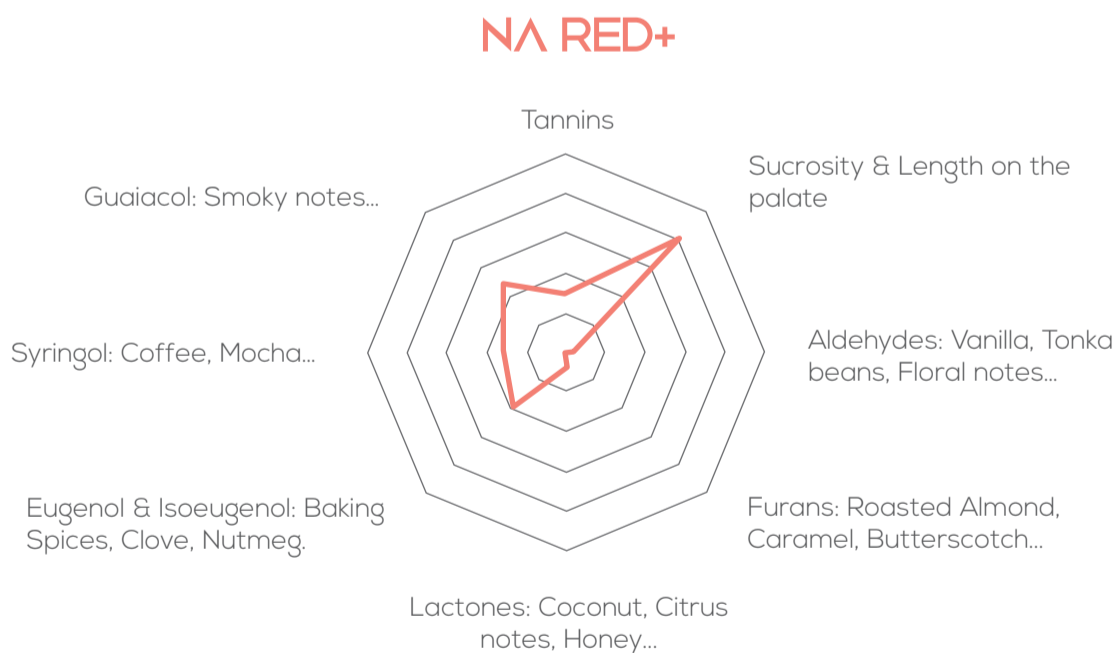 NA RED+
Tannins
Sucrosity & Length on the
palate
Guaiacol: Smoky notes...
Syringol: Coffee, Mocha...
Aldehydes: Vanilla, Tonka
beans, Floral notes...
Eugenol & Isoeugenol: Baking
Spices, Clove, Nutmeg.
Furans: Roasted Almond,
Caramel, Butterscotch...
Lactones: Coconut, Citrus
notes, Honey...